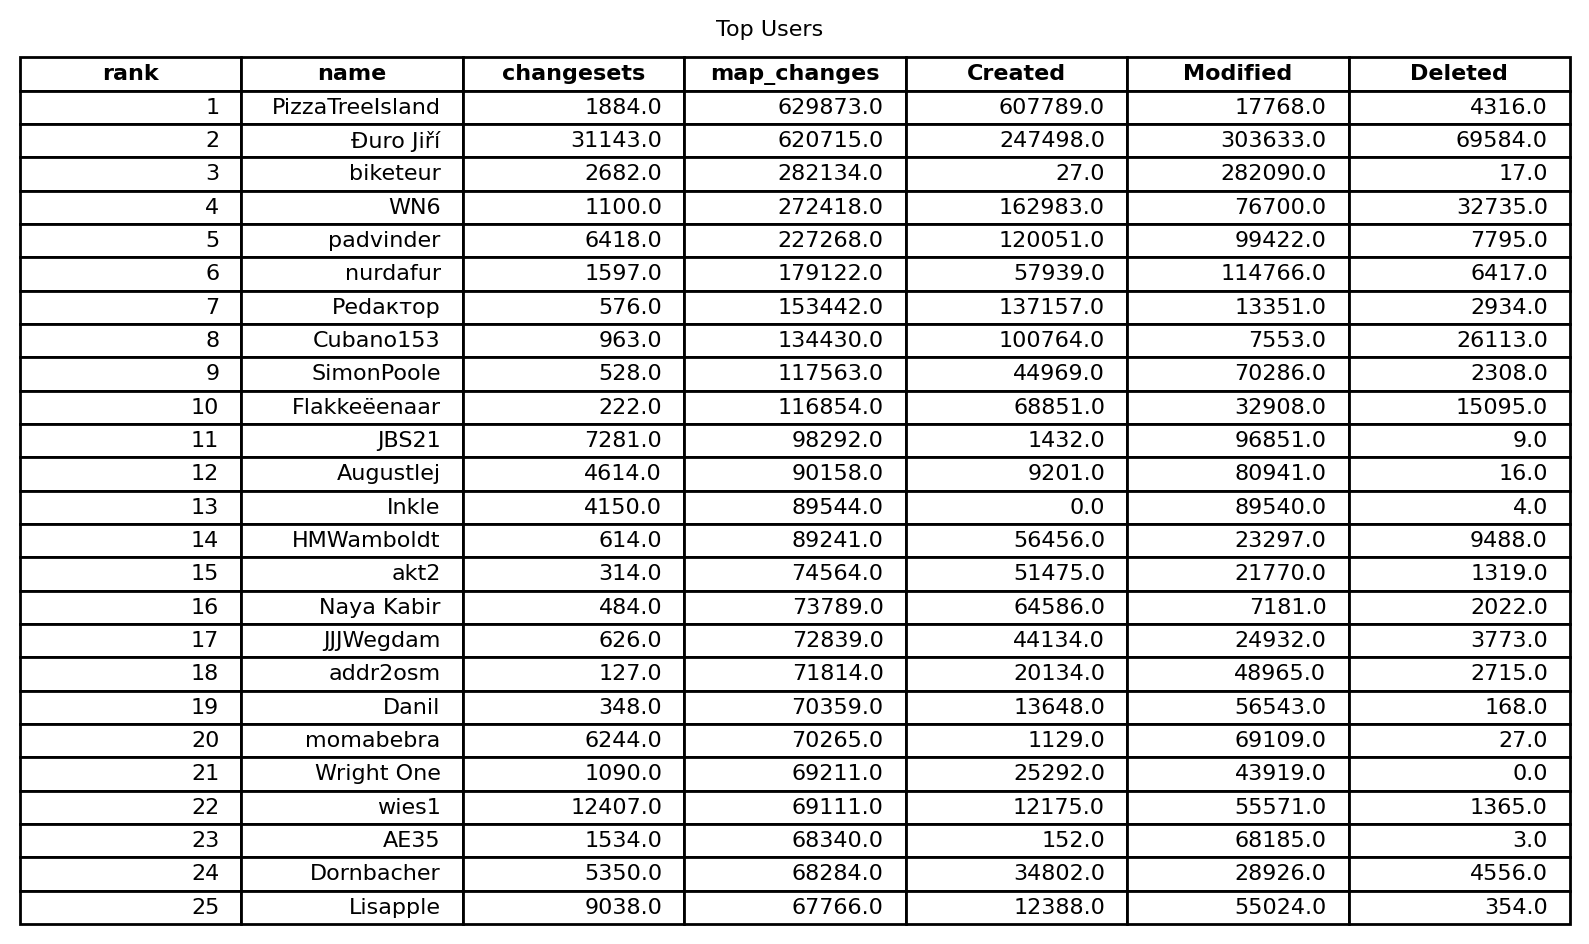 Top Users
rank name changesets map_changes Created Modified Deleted
1 PizzaTreeIsland 1884.0 629873.0 607789.0 17768.0 4316.0
2 Đuro Jiří 31143.0 620715.0 247498.0 303633.0 69584.0
3 biketeur 2682.0 282134.0 27.0 282090.0 17.0
4 WN6 1100.0 272418.0 162983.0 76700.0 32735.0
5 padvinder 6418.0 227268.0 120051.0 99422.0 7795.0
6 nurdafur 1597.0 179122.0 57939.0 114766.0 6417.0
7 Pedaктор 576.0 153442.0 137157.0 13351.0 2934.0
8 Cubano153 963.0 134430.0 100764.0 7553.0 26113.0
9 SimonPoole 528.0 117563.0 44969.0 70286.0 2308.0
10 Flakkeëenaar 222.0 116854.0 68851.0 32908.0 15095.0
11 JBS21 7281.0 98292.0 1432.0 96851.0 9.0
12 Augustlej 4614.0 90158.0 9201.0 80941.0 16.0
13 Inkle 4150.0 89544.0 0.0 89540.0 4.0
14 HMWamboldt 614.0 89241.0 56456.0 23297.0 9488.0
15 akt2 314.0 74564.0 51475.0 21770.0 1319.0
16 Naya Kabir 484.0 73789.0 64586.0 7181.0 2022.0
17 JJJWegdam 626.0 72839.0 44134.0 24932.0 3773.0
18 addr2osm 127.0 71814.0 20134.0 48965.0 2715.0
19 Danil 348.0 70359.0 13648.0 56543.0 168.0
20 momabebra 6244.0 70265.0 1129.0 69109.0 27.0
21 Wright One 1090.0 69211.0 25292.0 43919.0 0.0
22 wies1 12407.0 69111.0 12175.0 55571.0 1365.0
23 AE35 1534.0 68340.0 152.0 68185.0 3.0
24 Dornbacher 5350.0 68284.0 34802.0 28926.0 4556.0
25 Lisapple 9038.0 67766.0 12388.0 55024.0 354.0